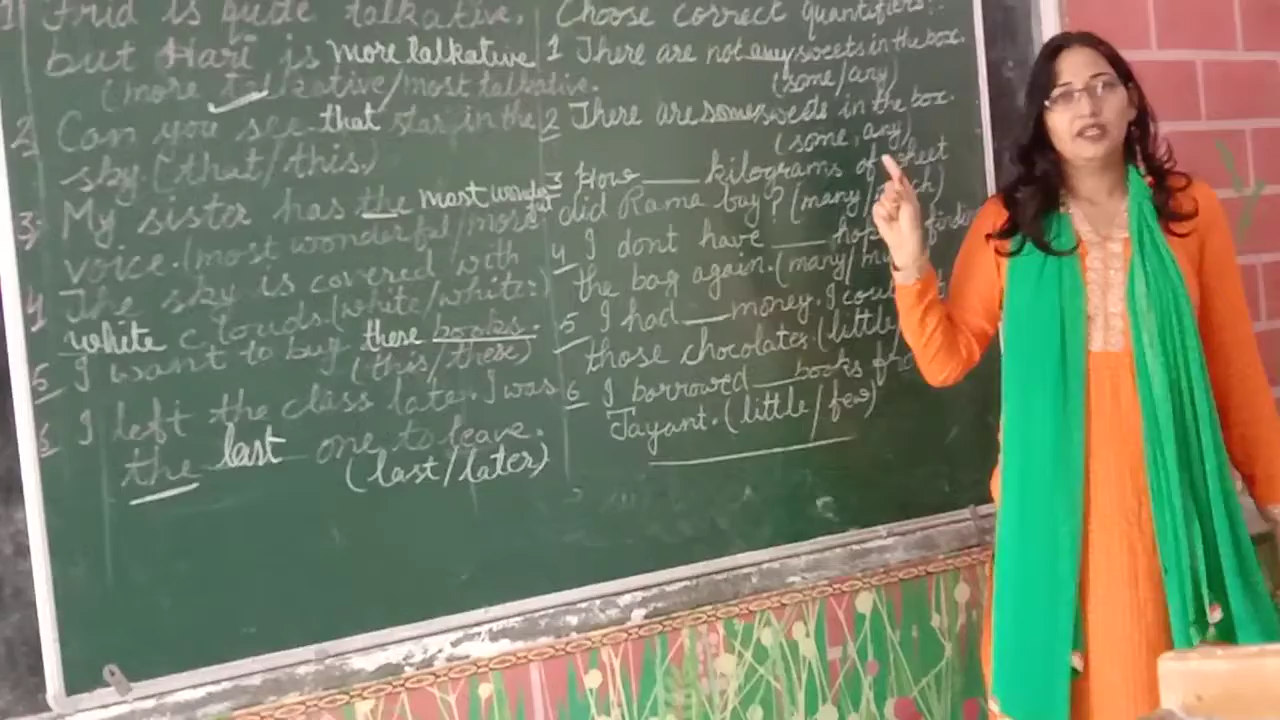 1) Frid is quite talkative,
but Hari is more talkative
(more talkative/most talkative.
2 Can you see that star in the
sky. (that/this.)
3; My sister has the most wonderful
voice. (most wonderful/more
4 The sky is covered with
white clouds. (white/white:)
5 I want to buy these books.
(this/these)
6 I left the class late. I was
the last one to leave.
(last/later)
Choose correct quantifiers:
1 There are not any sweets in the box.
(some/any)
2 There are some sweeds in the box.
(some, any)
3 How ___ kilograms of
did Rama buy? (many/much)
4 I dont have ___ finding
the bag again. (many/
5 I had ___ money. I
those chocolates. (little/
6 I borrowed ___ books
Jayant. (little/few)